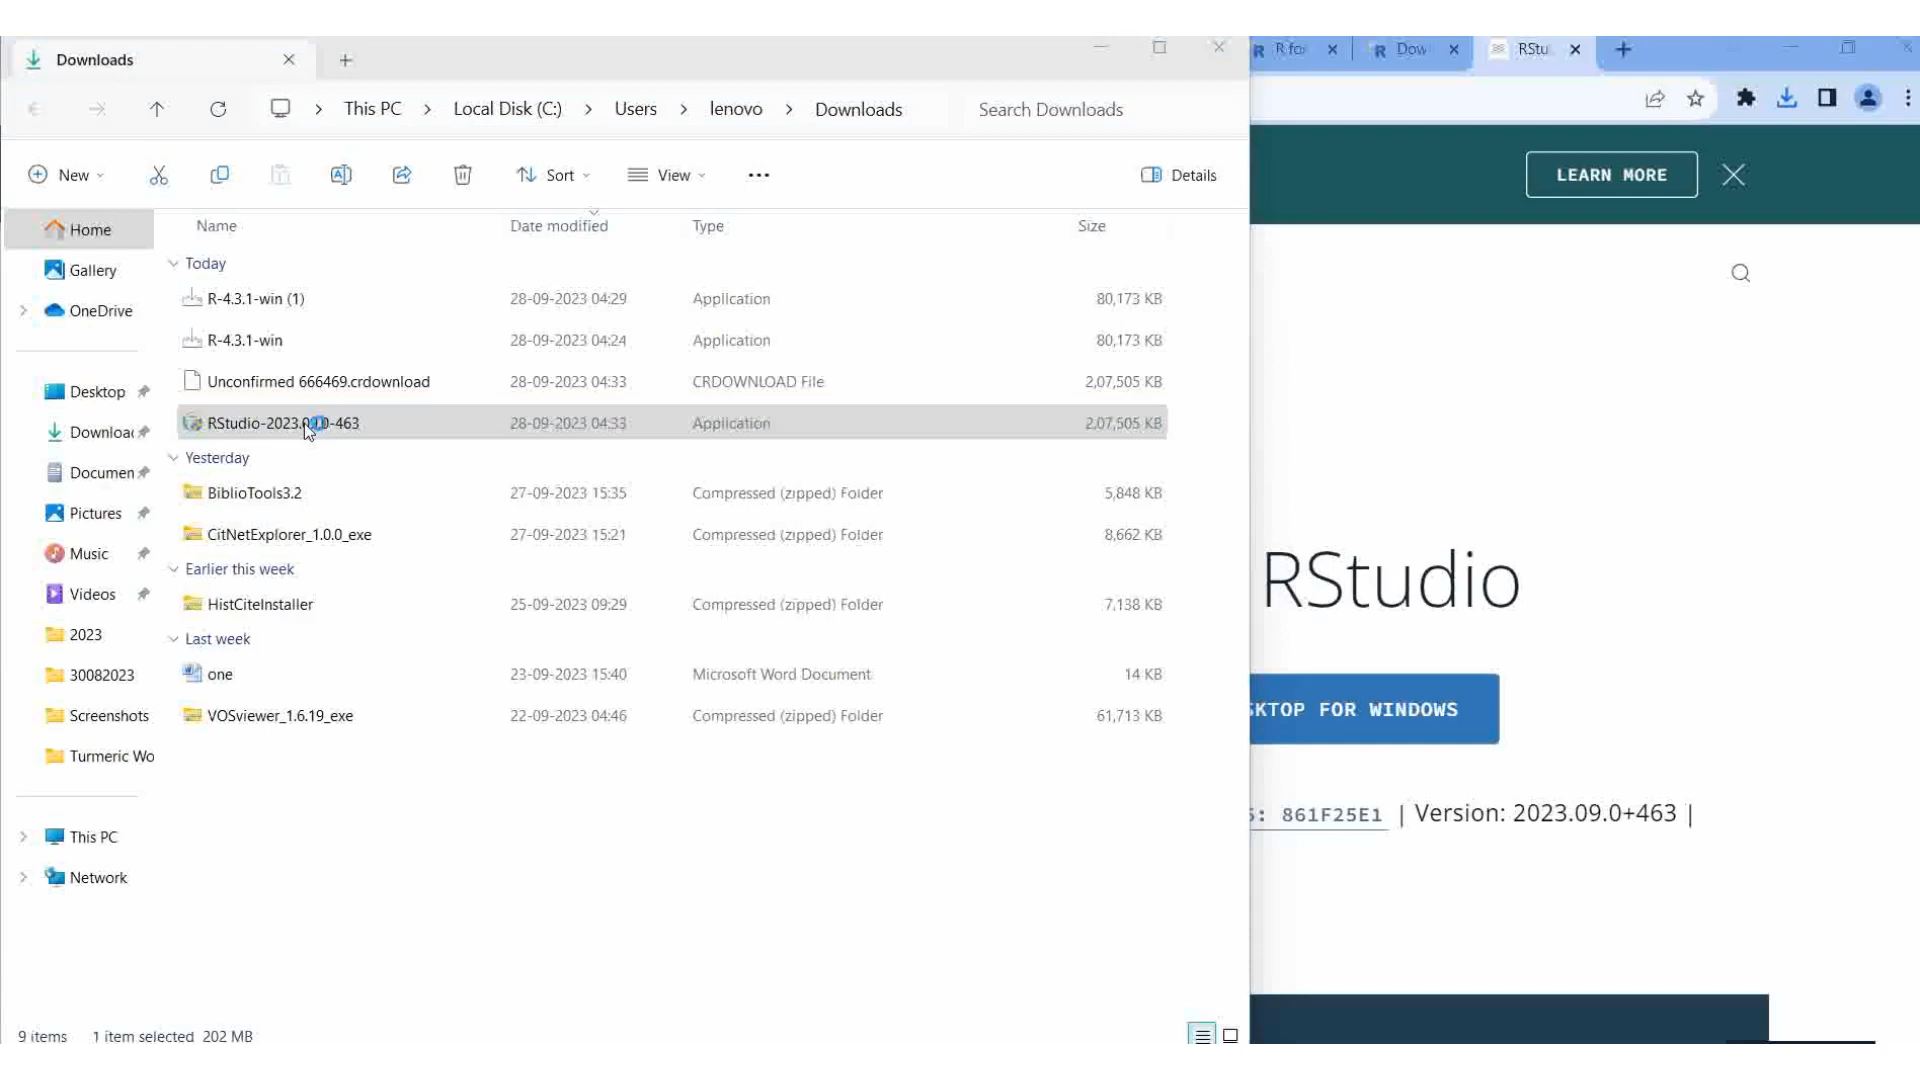 Downloads
R fo
Dow
RStu
This PC > Local Disk (C:) > Users > lenovo > Downloads
Search Downloads
New
Sort
View
Details
LEARN MORE
Name Date modified Type Size
Home
Gallery
OneDrive
Desktop
Downloa
Documen
Pictures
Music
Videos
2023
30082023
Screenshots
Turmeric Wo
This PC
Network
Today
R-4.3.1-win (1) 28-09-2023 04:29 Application 80,173 KB
R-4.3.1-win 28-09-2023 04:24 Application 80,173 KB
Unconfirmed 666469.crdownload 28-09-2023 04:33 CRDOWNLOAD File 2,07,505 KB
RStudio-2023.09.0-463 28-09-2023 04:33 Application 2,07,505 KB
Yesterday
BiblioTools3.2 27-09-2023 15:35 Compressed (zipped) Folder 5,848 KB
CitNetExplorer_1.0.0_exe 27-09-2023 15:21 Compressed (zipped) Folder 8,662 KB
Earlier this week
HistCiteInstaller 25-09-2023 09:29 Compressed (zipped) Folder 7,138 KB
Last week
one 23-09-2023 15:40 Microsoft Word Document 14 KB
VOSviewer_1.6.19_exe 22-09-2023 04:46 Compressed (zipped) Folder 61,713 KB
RStudio
SKTOP FOR WINDOWS
: 861F25E1 | Version: 2023.09.0+463 |
9 items 1 item selected 202 MB